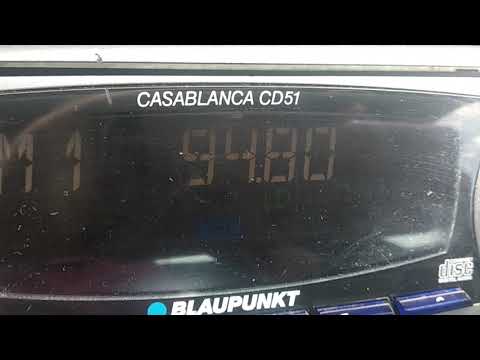 CASABLANCA CD51
M1 94.80
BLAUPUNKT
disc